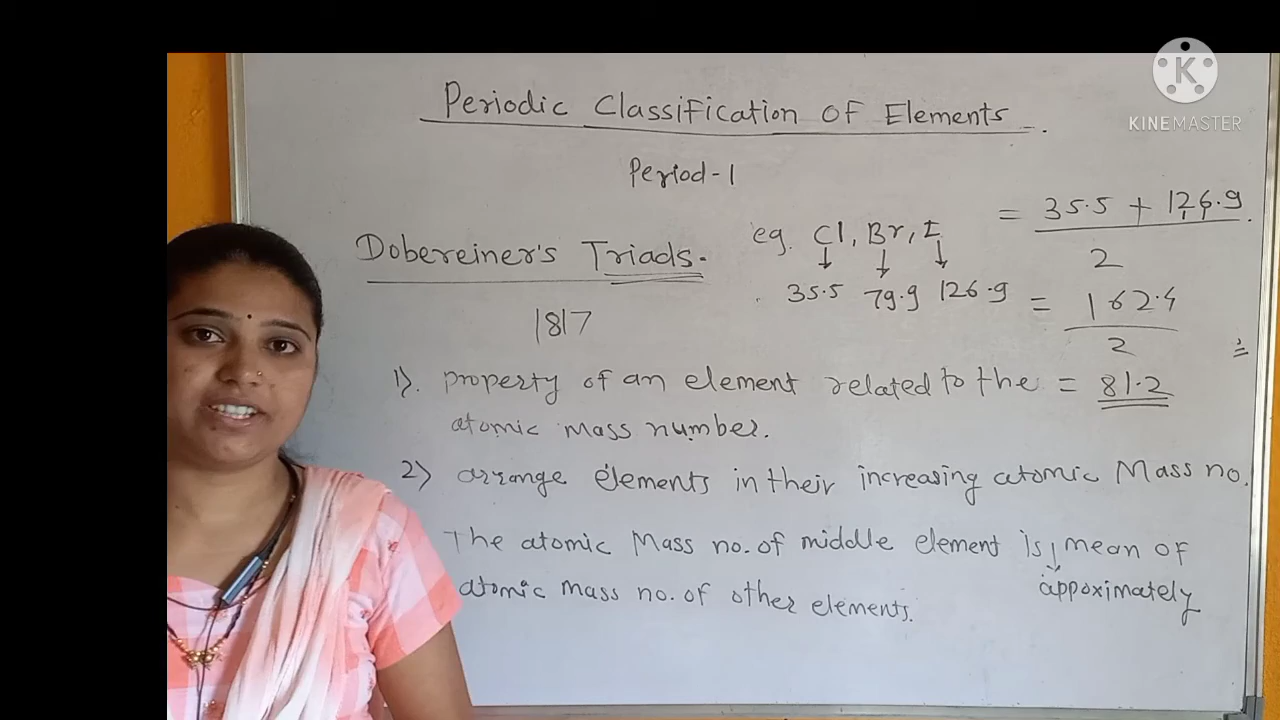 Periodic Classification of Elements
Period-1
Dobereiner's Triads.
1817
eg. Cl, Br, I
35.5 79.9 126.9
= 35.5 + 126.9
2
= 162.4
2
= 81.2
1). property of an element related to the
atomic mass number.
2) arrange elements in their increasing atomic Mass no.
The atomic Mass no. of middle element is mean of
appoximately
atomic mass no. of other elements.
K
KINEMASTER